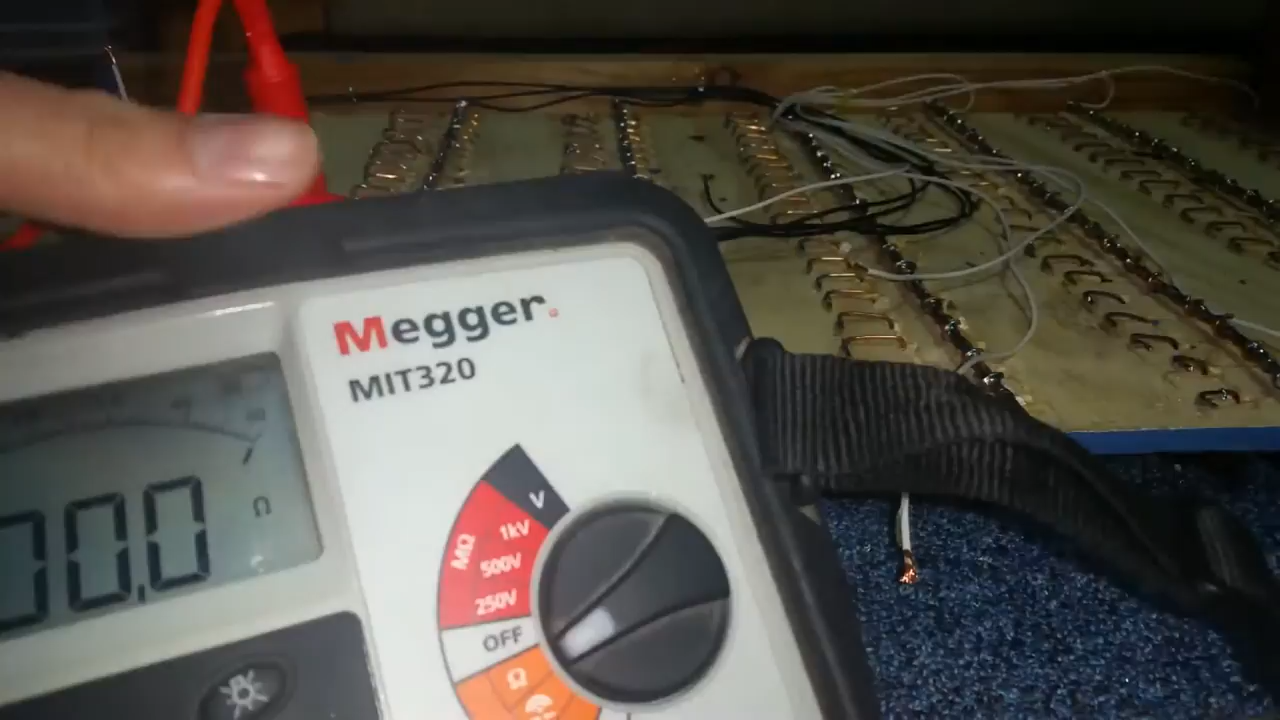 Megger.
MIT320
V
1kV
MΩ
500V
250V
OFF
Ω
00.0
Ω